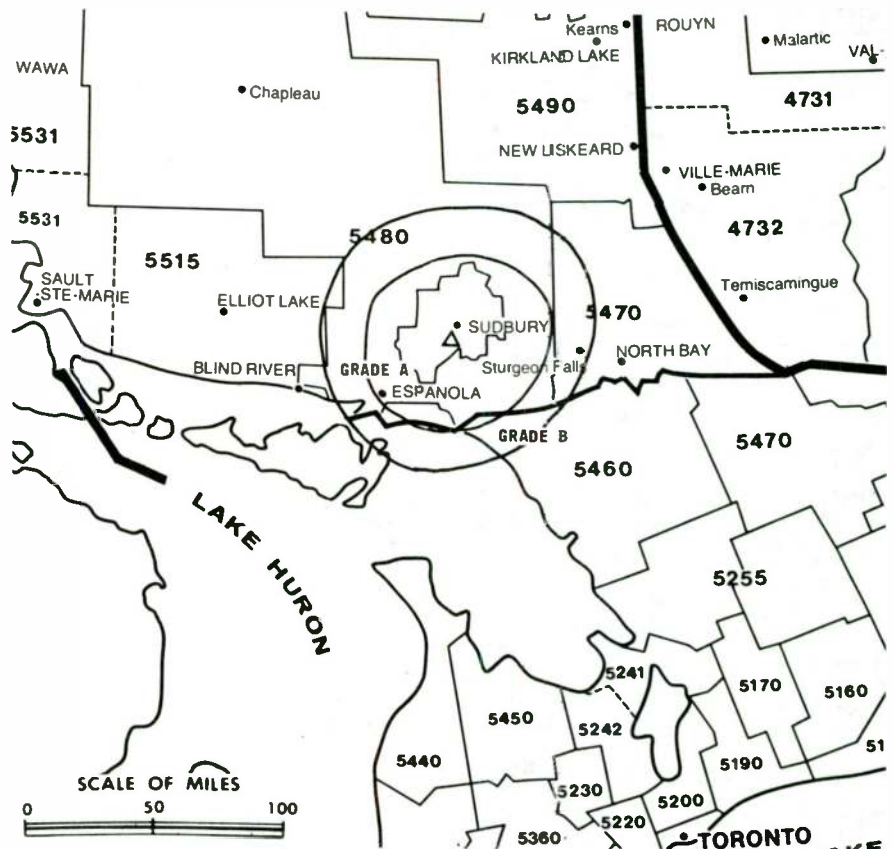 Kearns
ROUYN
Malartic
WAWA
KIRKLAND LAKE
VAL-
Chapleau
5490
4731
5531
NEW LISKEARD
VILLE-MARIE
Bearn
5531
5480
4732
5515
SAULT
STE-MARIE
ELLIOT LAKE
Temiscamingue
5470
SUDBURY
BLIND RIVER
GRADE A
Sturgeon Falls
NORTH BAY
ESPANOLA
GRADE B
5460
5470
LAKE HURON
5255
5241
5170
5160
5450
5242
5440
5190
51
SCALE OF MILES
5230
5200
0 50 100
5220
5360
TORONTO